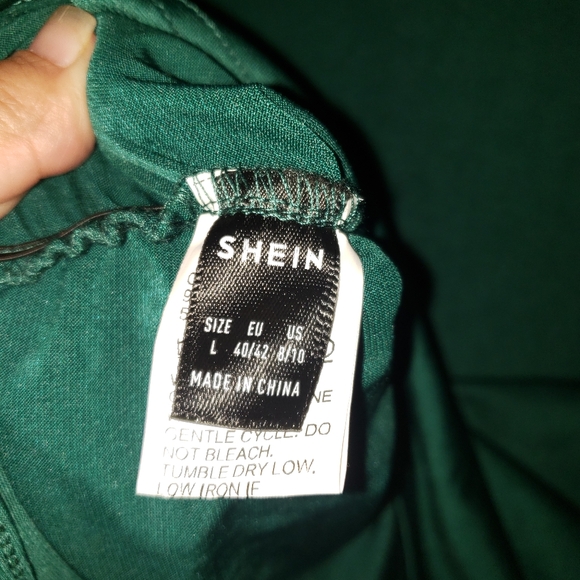 SHEIN
SIZE EU US
L 40/42 8/10
MADE IN CHINA
GENTLE CYCLE. DO
NOT BLEACH.
TUMBLE DRY LOW,
LOW IRON IF